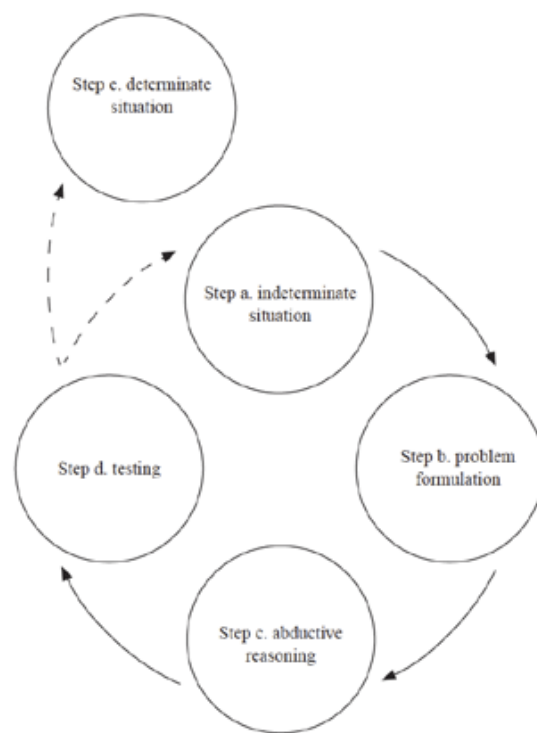 Step e. determinate
situation
Step a. indeterminate
situation
Step b. problem
formulation
Step c. abductive
reasoning
Step d. testing